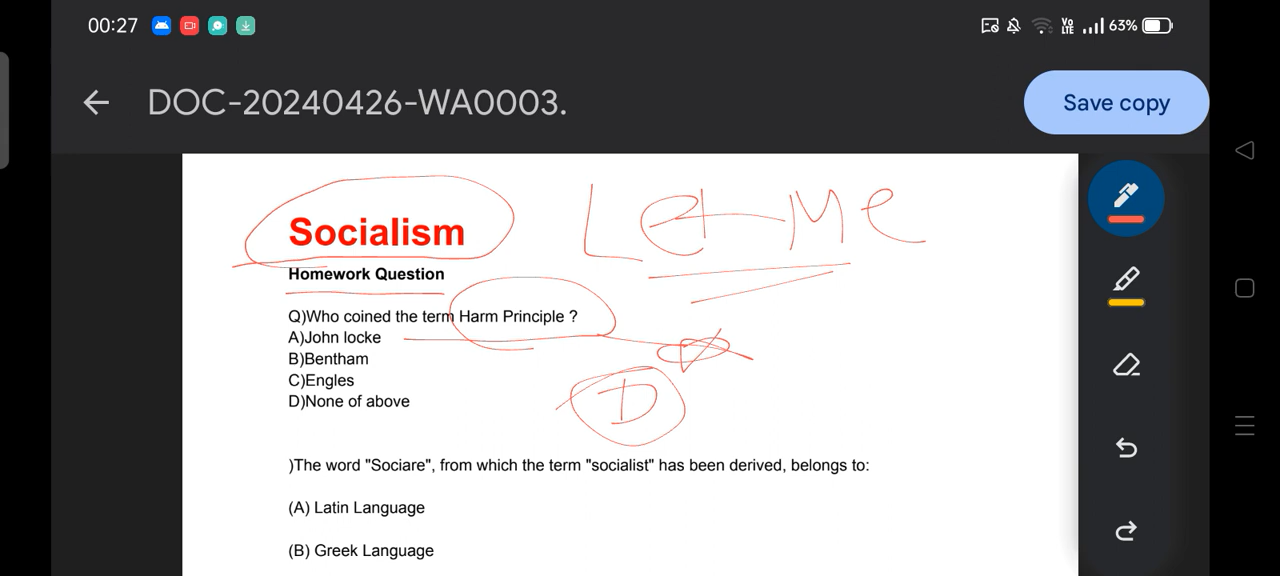 00:27
VO LTE 63%
DOC-20240426-WA0003.
Save copy
Socialism
Let Me
Homework Question
Q)Who coined the term Harm Principle ?
A)John locke
B)Bentham
C)Engles
D)None of above
D
)The word "Sociare", from which the term "socialist" has been derived, belongs to:
(A) Latin Language
(B) Greek Language